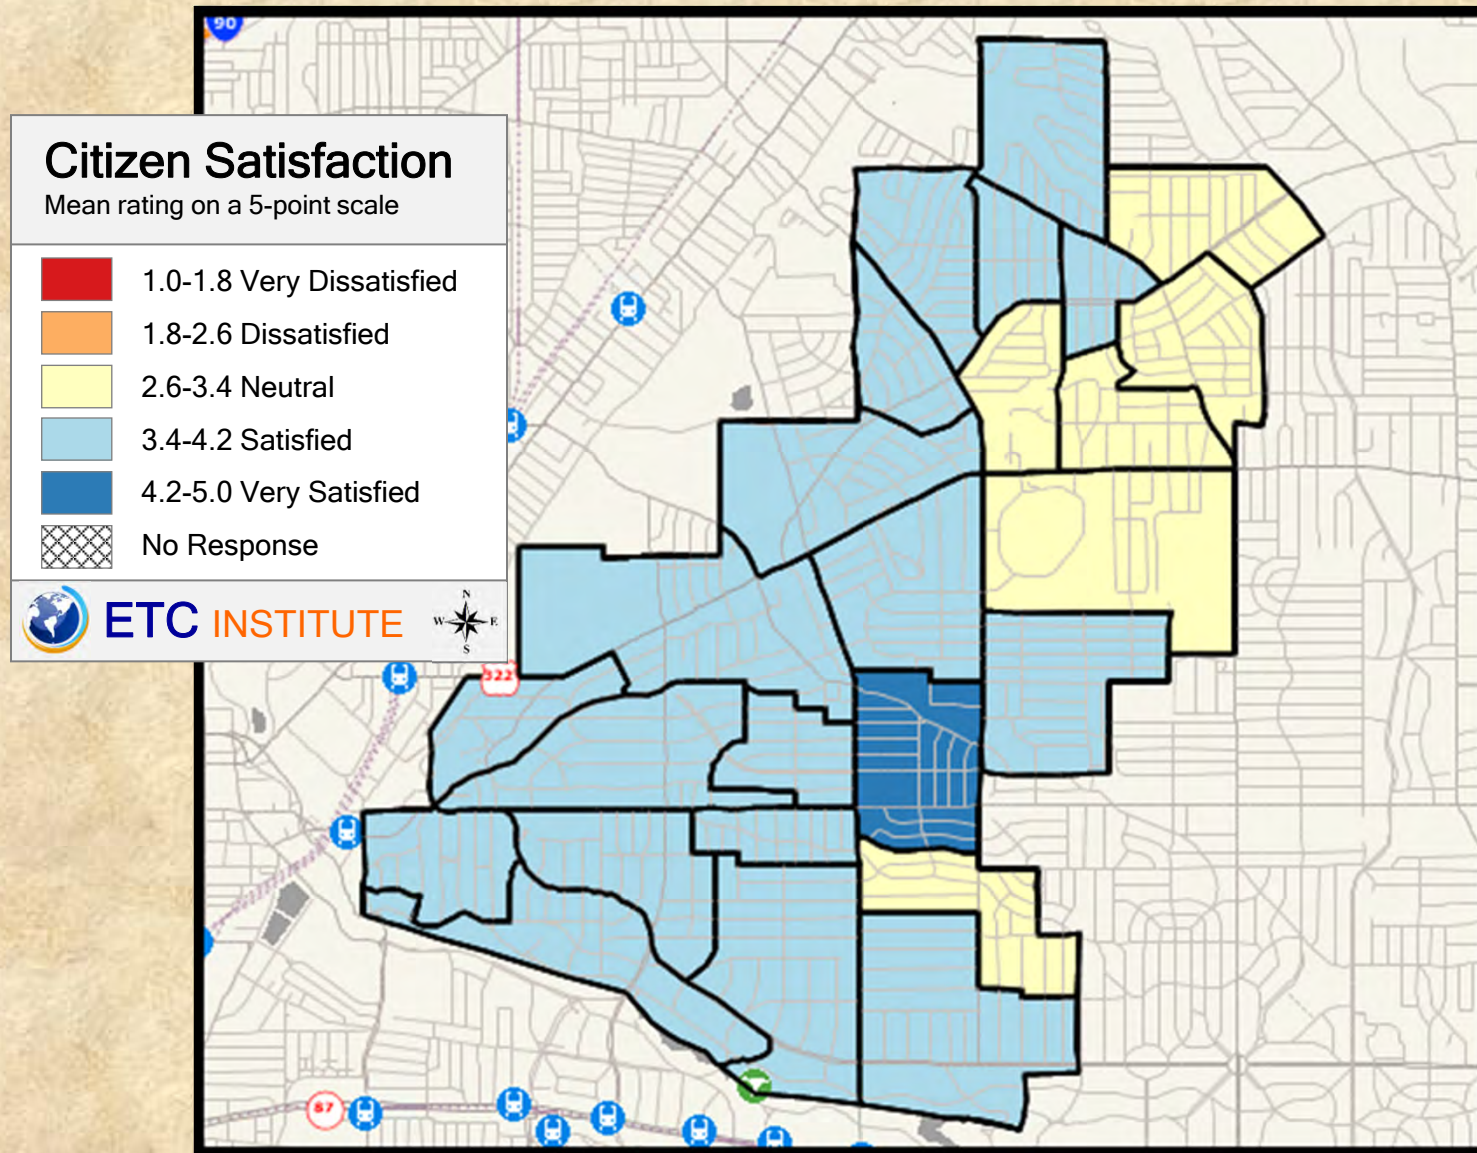 90
Citizen Satisfaction
Mean rating on a 5-point scale
1.0-1.8 Very Dissatisfied
1.8-2.6 Dissatisfied
2.6-3.4 Neutral
3.4-4.2 Satisfied
4.2-5.0 Very Satisfied
No Response
ETC INSTITUTE
N
W E
S
322
87